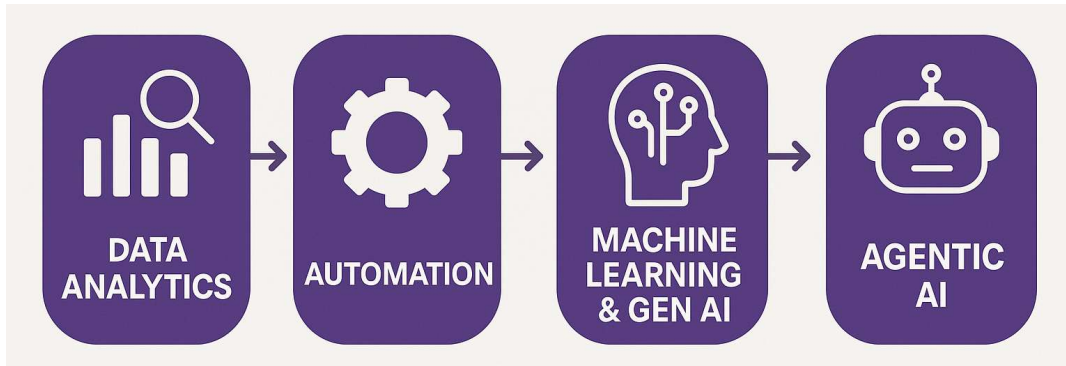 DATA
ANALYTICS
AUTOMATION
MACHINE
LEARNING
& GEN AI
AGENTIC
AI